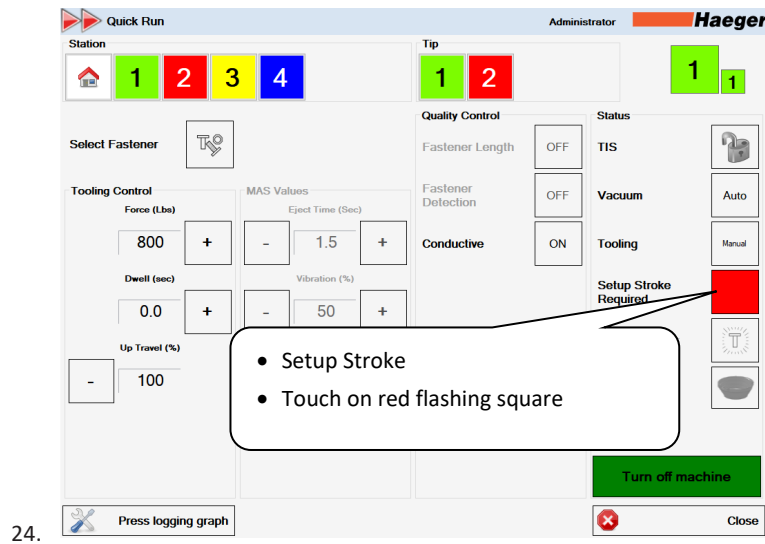 Quick Run
Administrator
Haeger
Station
1 2 3 4
Tip
1 2
1 1
Select Fastener
Quality Control
Fastener Length OFF
Fastener
Detection OFF
Conductive ON
Status
TIS
Vacuum Auto
Tooling Manual
Setup Stroke
Required
Tooling Control
Force (Lbs)
800 +
Dwell (sec)
0.0 +
Up Travel (%)
- 100
MAS Values
Eject Time (Sec)
- 1.5 +
Vibration (%)
- 50 +
• Setup Stroke
• Touch on red flashing square
T
Turn off machine
Press logging graph
Close
24.